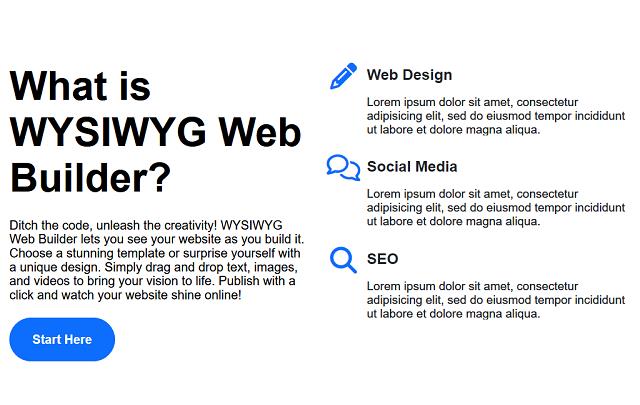 What is
WYSIWYG Web
Builder?
Ditch the code, unleash the creativity! WYSIWYG
Web Builder lets you see your website as you build it.
Choose a stunning template or surprise yourself with
a unique design. Simply drag and drop text, images,
and videos to bring your vision to life. Publish with a
click and watch your website shine online!
Start Here
Web Design
Lorem ipsum dolor sit amet, consectetur
adipisicing elit, sed do eiusmod tempor incididunt
ut labore et dolore magna aliqua.
Social Media
Lorem ipsum dolor sit amet, consectetur
adipisicing elit, sed do eiusmod tempor incididunt
ut labore et dolore magna aliqua.
SEO
Lorem ipsum dolor sit amet, consectetur
adipisicing elit, sed do eiusmod tempor incididunt
ut labore et dolore magna aliqua.